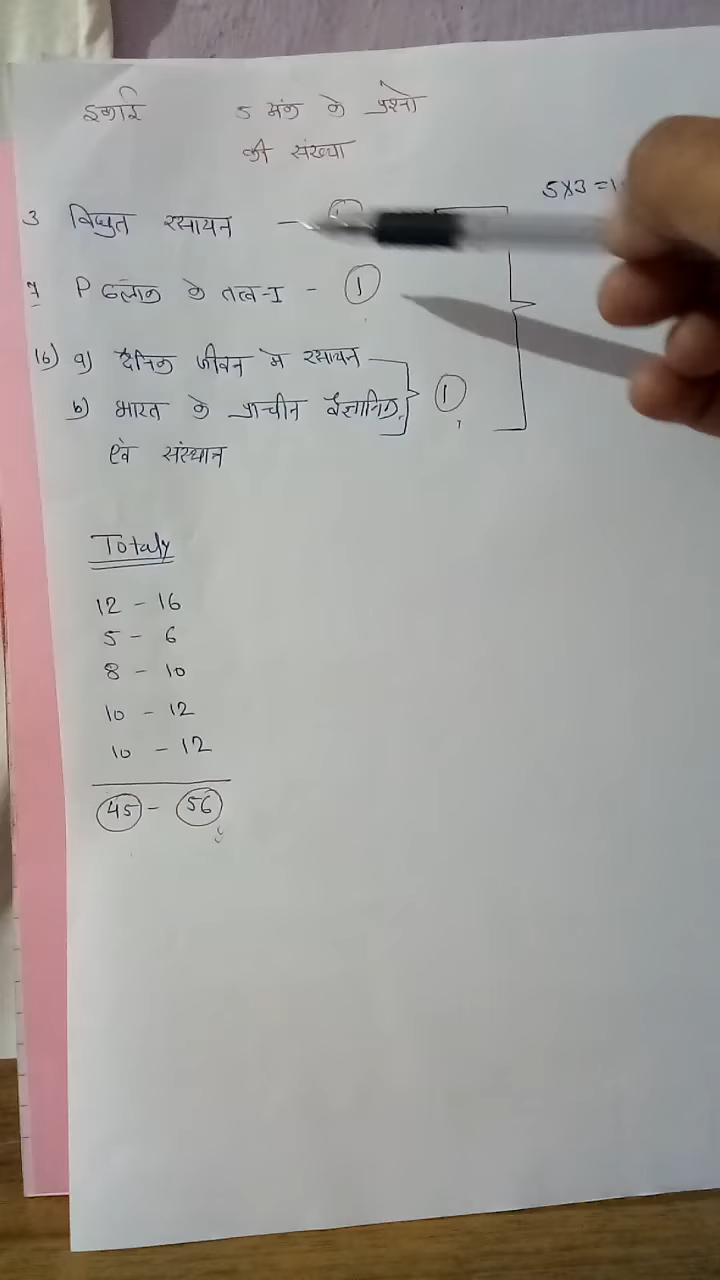 इकाई 5 अंक के प्रश्नो
की संख्या
5x3 =1
3 विद्युत रसायन -
7 P ब्लॉक के तत्व-I - 1
16) a) दैनिक जीवन मे रसायन
b) भारत के प्राचीन वैज्ञानिक 1
एवं संस्थान
Totaly
12 - 16
5 - 6
8 - 10
10 - 12
10 - 12
45 - 56